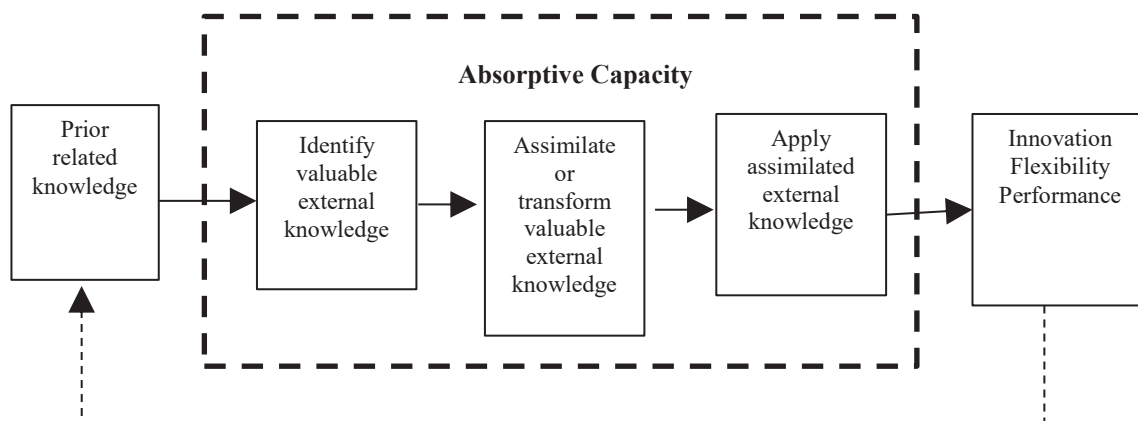 Absorptive Capacity
Prior
related
knowledge
Identify
valuable
external
knowledge
Assimilate
or
transform
valuable
external
knowledge
Apply
assimilated
external
knowledge
Innovation
Flexibility
Performance